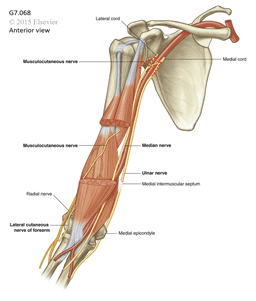 G7.068
© 2015 Elsevier
Anterior view
Lateral cord
Medial cord
Musculocutaneous nerve
Musculocutaneous nerve
Median nerve
Ulnar nerve
Medial intermuscular septum
Radial nerve
Lateral cutaneous
nerve of forearm
Medial epicondyle